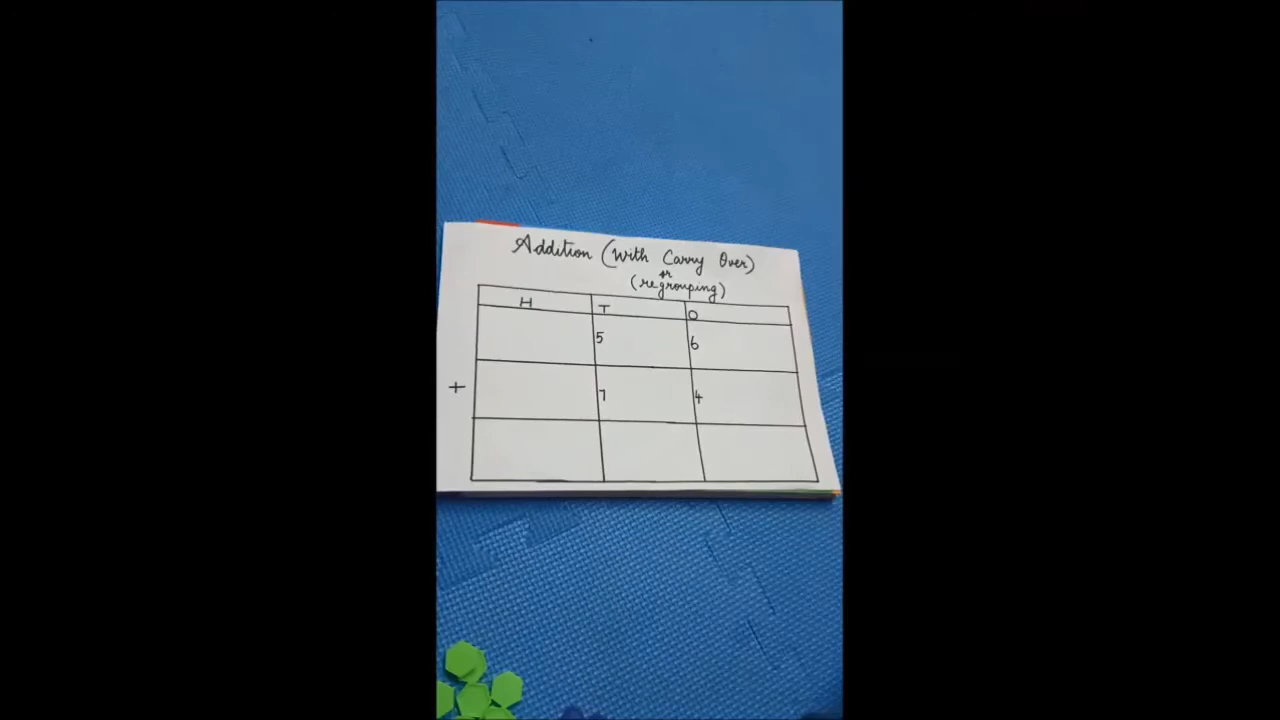 Addition (With Carry Over)
or
(regrouping)
H T O
5 6
+ 7 4